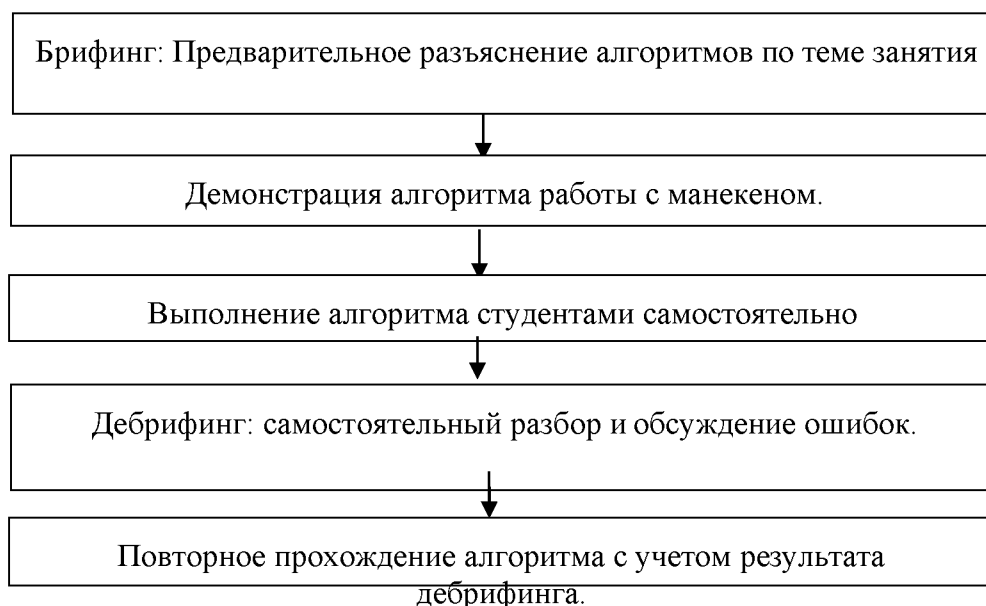 Брифинг: Предварительное разъяснение алгоритмов по теме занятия
Демонстрация алгоритма работы с манекеном.
Выполнение алгоритма студентами самостоятельно
Дебрифинг: самостоятельный разбор и обсуждение ошибок.
Повторное прохождение алгоритма с учетом результата
дебрифинга.